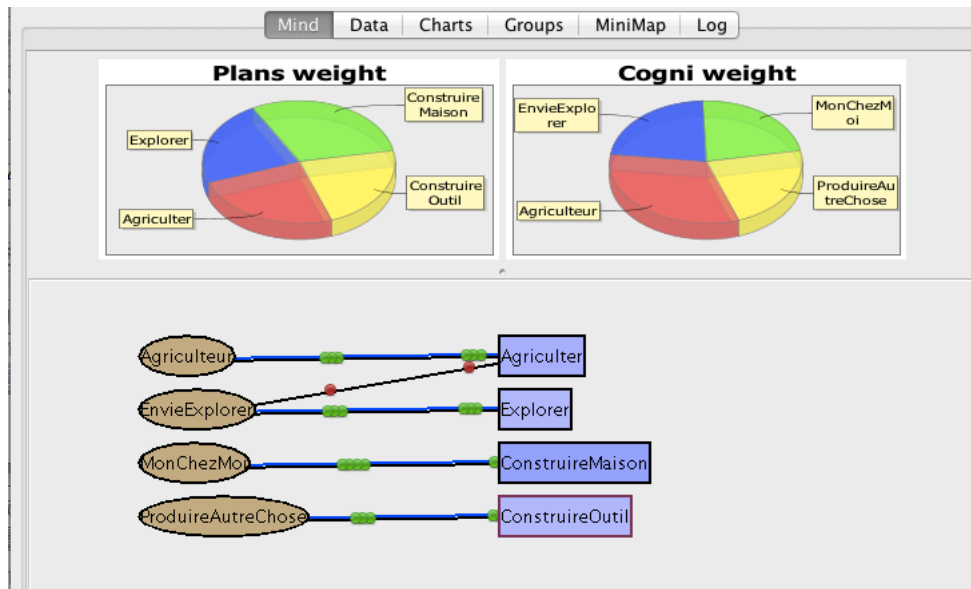 Mind Data Charts Groups MiniMap Log
Plans weight
Construire
Maison
Explorer
Construire
Outil
Agriculter
Cogni weight
EnvieExplo
rer
MonChezM
oi
ProduireAu
treChose
Agriculteur
Agriculteur
Agriculter
EnvieExplorer
Explorer
MonChezMoi
ConstruireMaison
ProduireAutreChose
ConstruireOutil